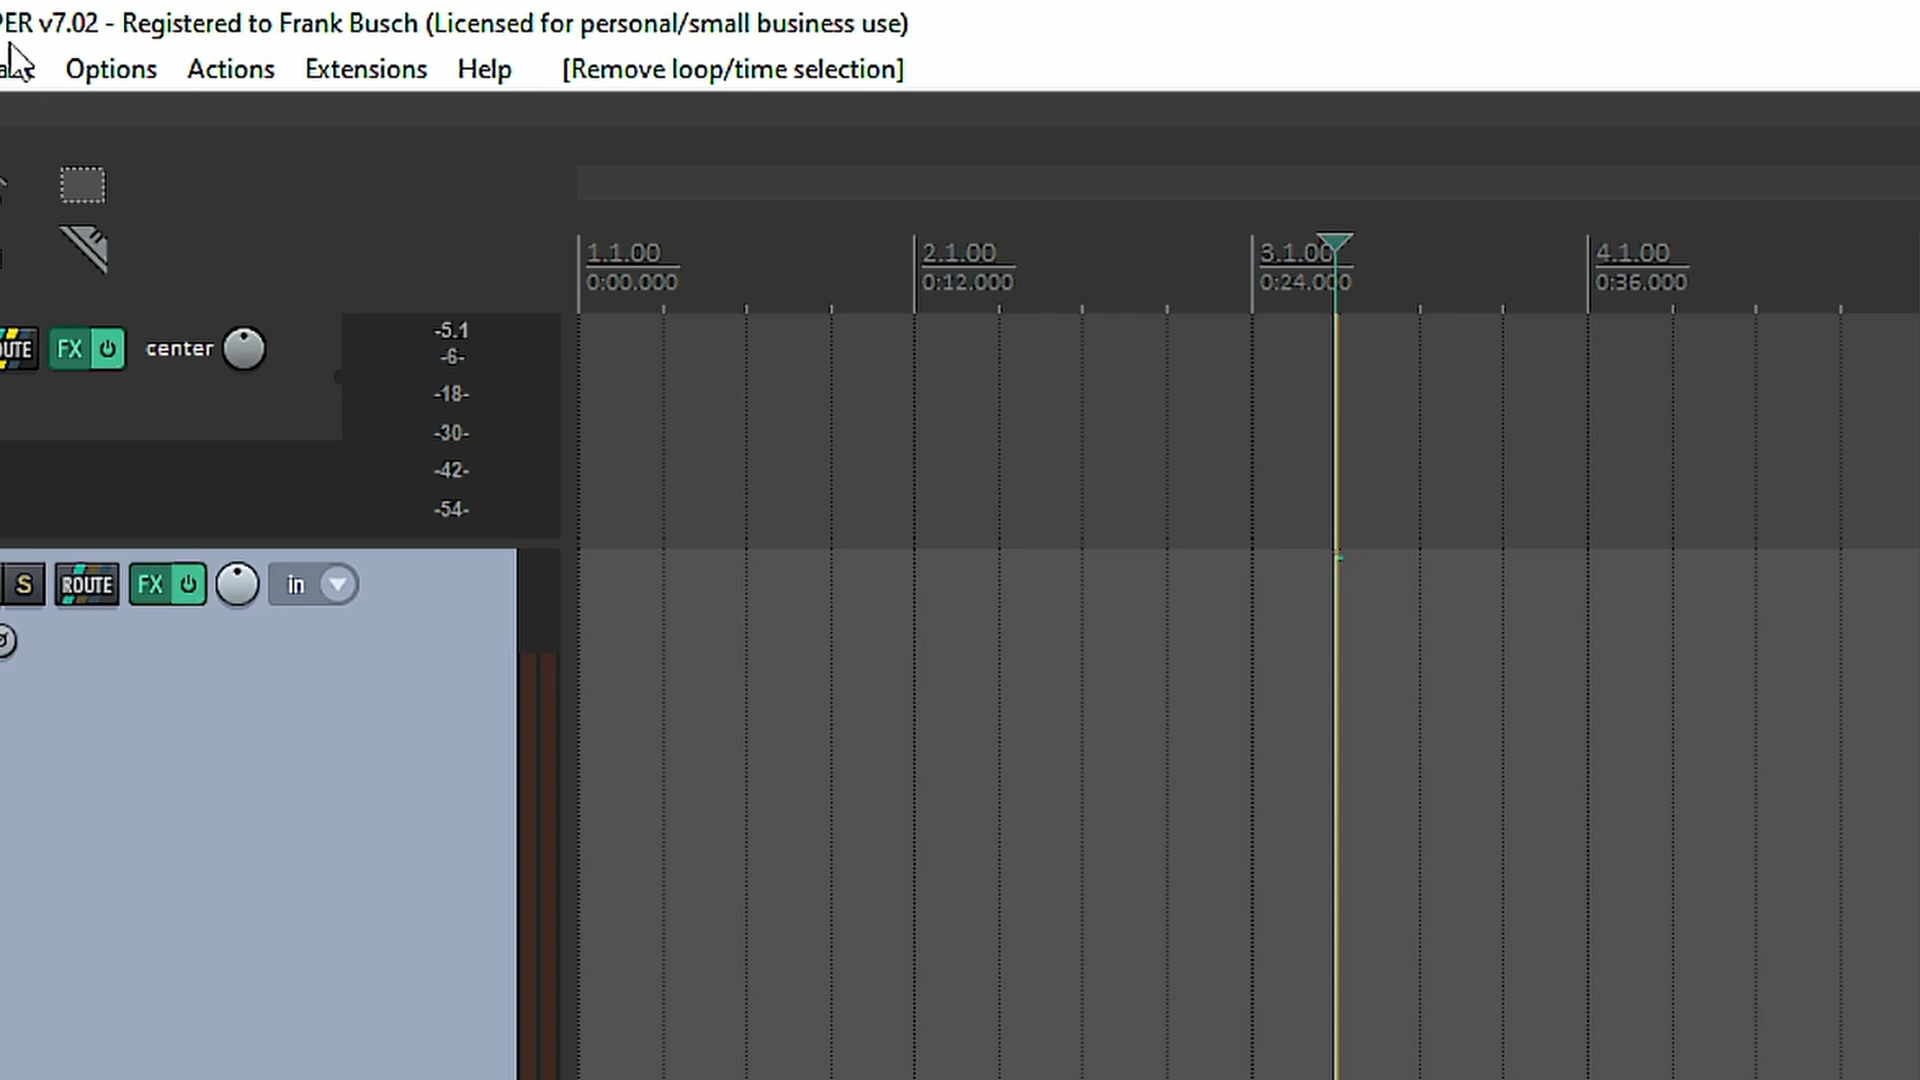 PER v7.02 - Registered to Frank Busch (Licensed for personal/small business use)
Options Actions Extensions Help [Remove loop/time selection]
1.1.00 2.1.00 3.1.00 4.1.00
0:00.000 0:12.000 0:24.000 0:36.000
FX center
-5.1
-6-
-18-
-30-
-42-
-54-
S ROUTE FX in